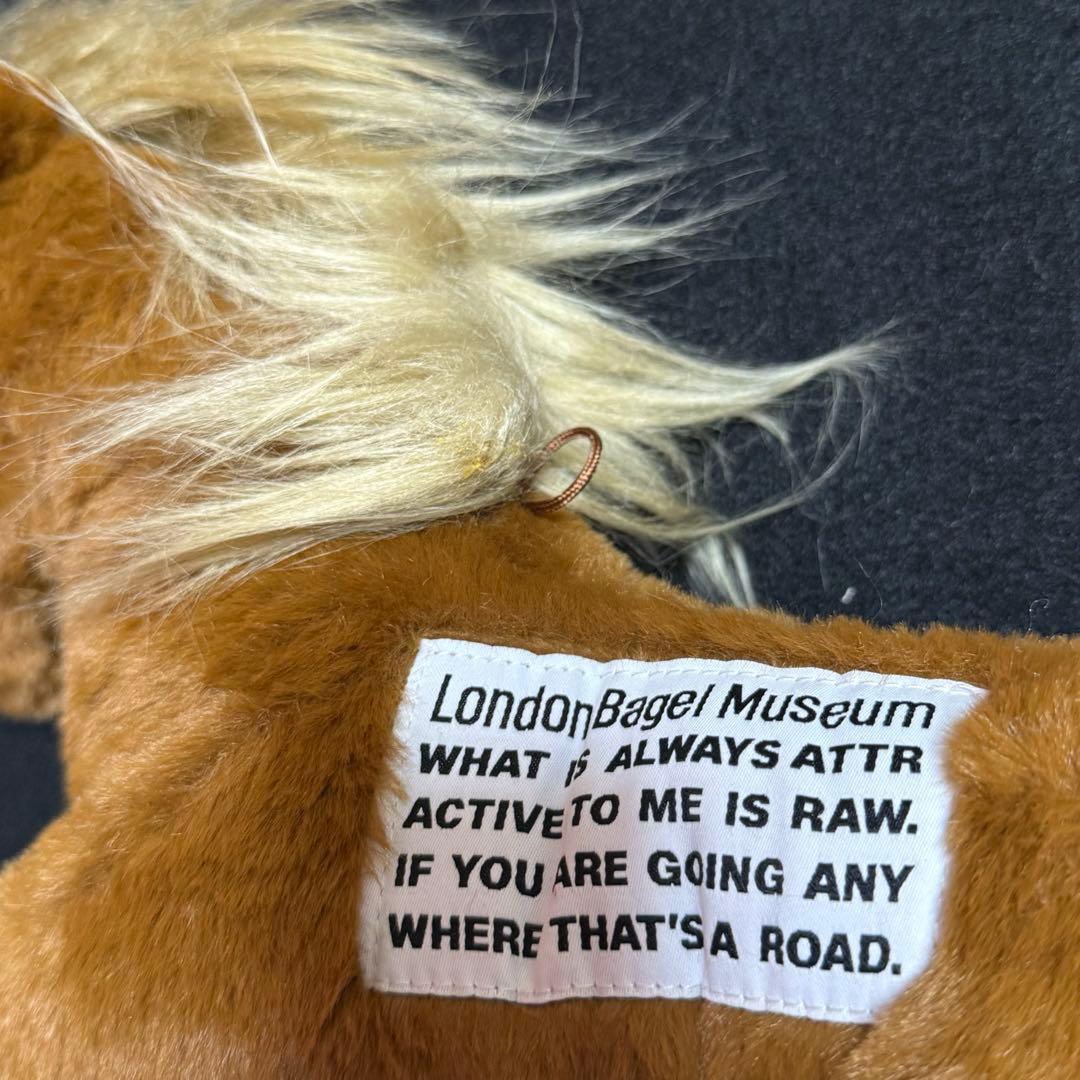 London Bagel Museum
WHAT IS ALWAYS ATTR
ACTIVE TO ME IS RAW.
IF YOU ARE GOING ANY
WHERE THAT'S A ROAD.